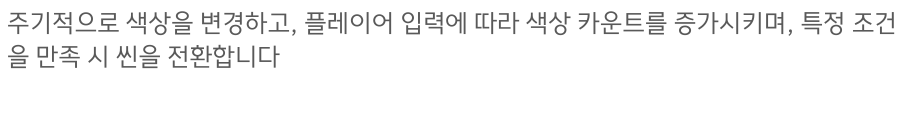 주기적으로 색상을 변경하고, 플레이어 입력에 따라 색상 카운트를 증가시키며, 특정 조건
을 만족 시 씬을 전환합니다